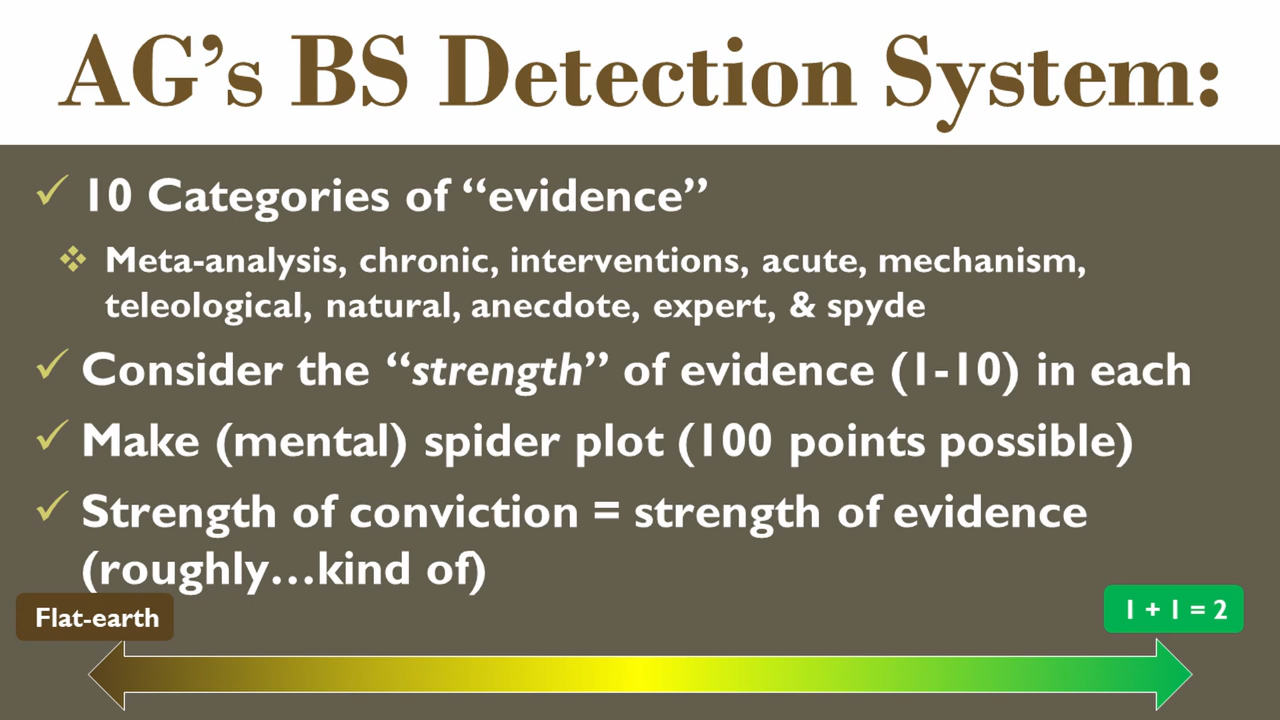 AG’s BS Detection System:
10 Categories of “evidence”
Meta-analysis, chronic, interventions, acute, mechanism,
teleological, natural, anecdote, expert, & spyde
Consider the “strength” of evidence (1-10) in each
Make (mental) spider plot (100 points possible)
Strength of conviction = strength of evidence
(roughly…kind of)
Flat-earth
1 + 1 = 2